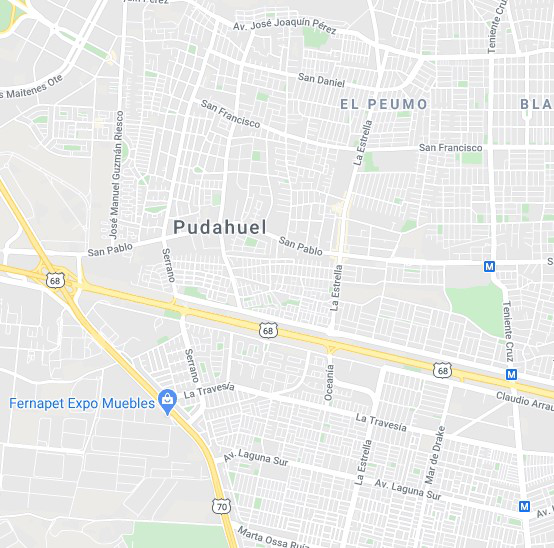 Av. José Joaquín Pérez
Teniente Cruz
San Daniel
s Maitenes Ote
San Francisco
EL PEUMO
BLA
La Estrella
San Francisco
José Manuel Guzmán Riesco
Pudahuel
San Pablo
San Pablo
Serrano
M
68
La Estrella
Teniente Cruz
68
68
Serrano
M
La Travesía
Oceania
Fernapet Expo Muebles
Claudio Arrau
La Travesía
La Estrella
Mar de Drake
Av. Laguna Sur
Av. Laguna Sur
70
M
Av. L
Marta Ossa Ruiz